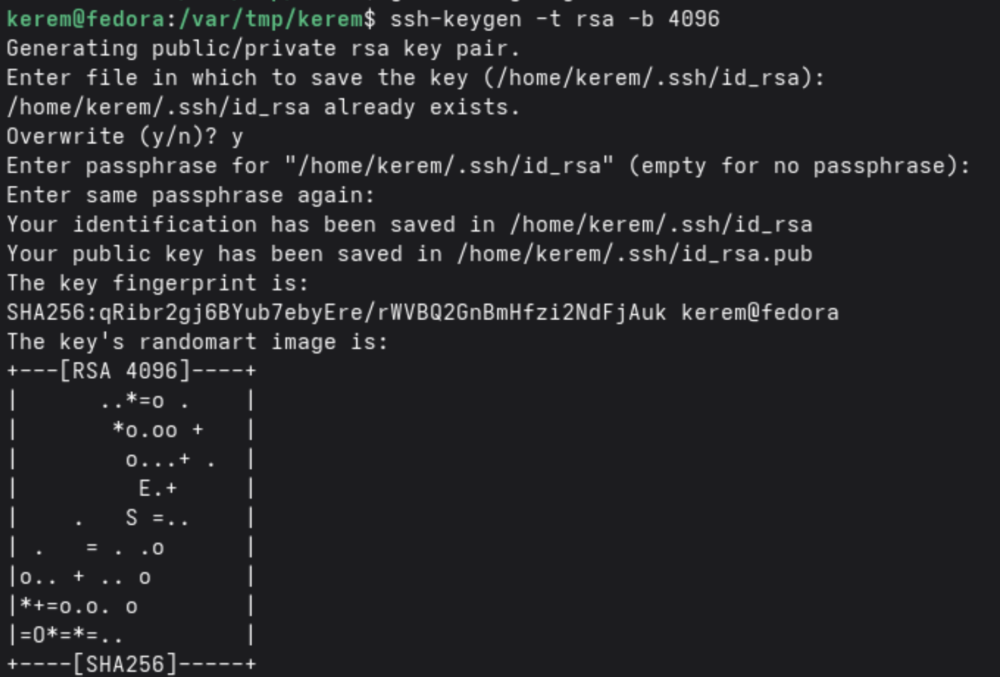 kerem@fedora:/var/tmp/kerem$ ssh-keygen -t rsa -b 4096
Generating public/private rsa key pair.
Enter file in which to save the key (/home/kerem/.ssh/id_rsa):
/home/kerem/.ssh/id_rsa already exists.
Overwrite (y/n)? y
Enter passphrase for "/home/kerem/.ssh/id_rsa" (empty for no passphrase):
Enter same passphrase again:
Your identification has been saved in /home/kerem/.ssh/id_rsa
Your public key has been saved in /home/kerem/.ssh/id_rsa.pub
The key fingerprint is:
SHA256:qRibr2gj6BYub7ebyEre/rWVBQ2GnBmHfzi2NdFjAuk kerem@fedora
The key's randomart image is:
+---[RSA 4096]----+
|      ..*=o .    |
|       *o.oo +   |
|        o...+ .  |
|         E.+     |
|    .   S =..    |
| .   = . .o      |
|o.. + .. o       |
|*+=o.o. o        |
|=O*=*=..         |
+----[SHA256]-----+